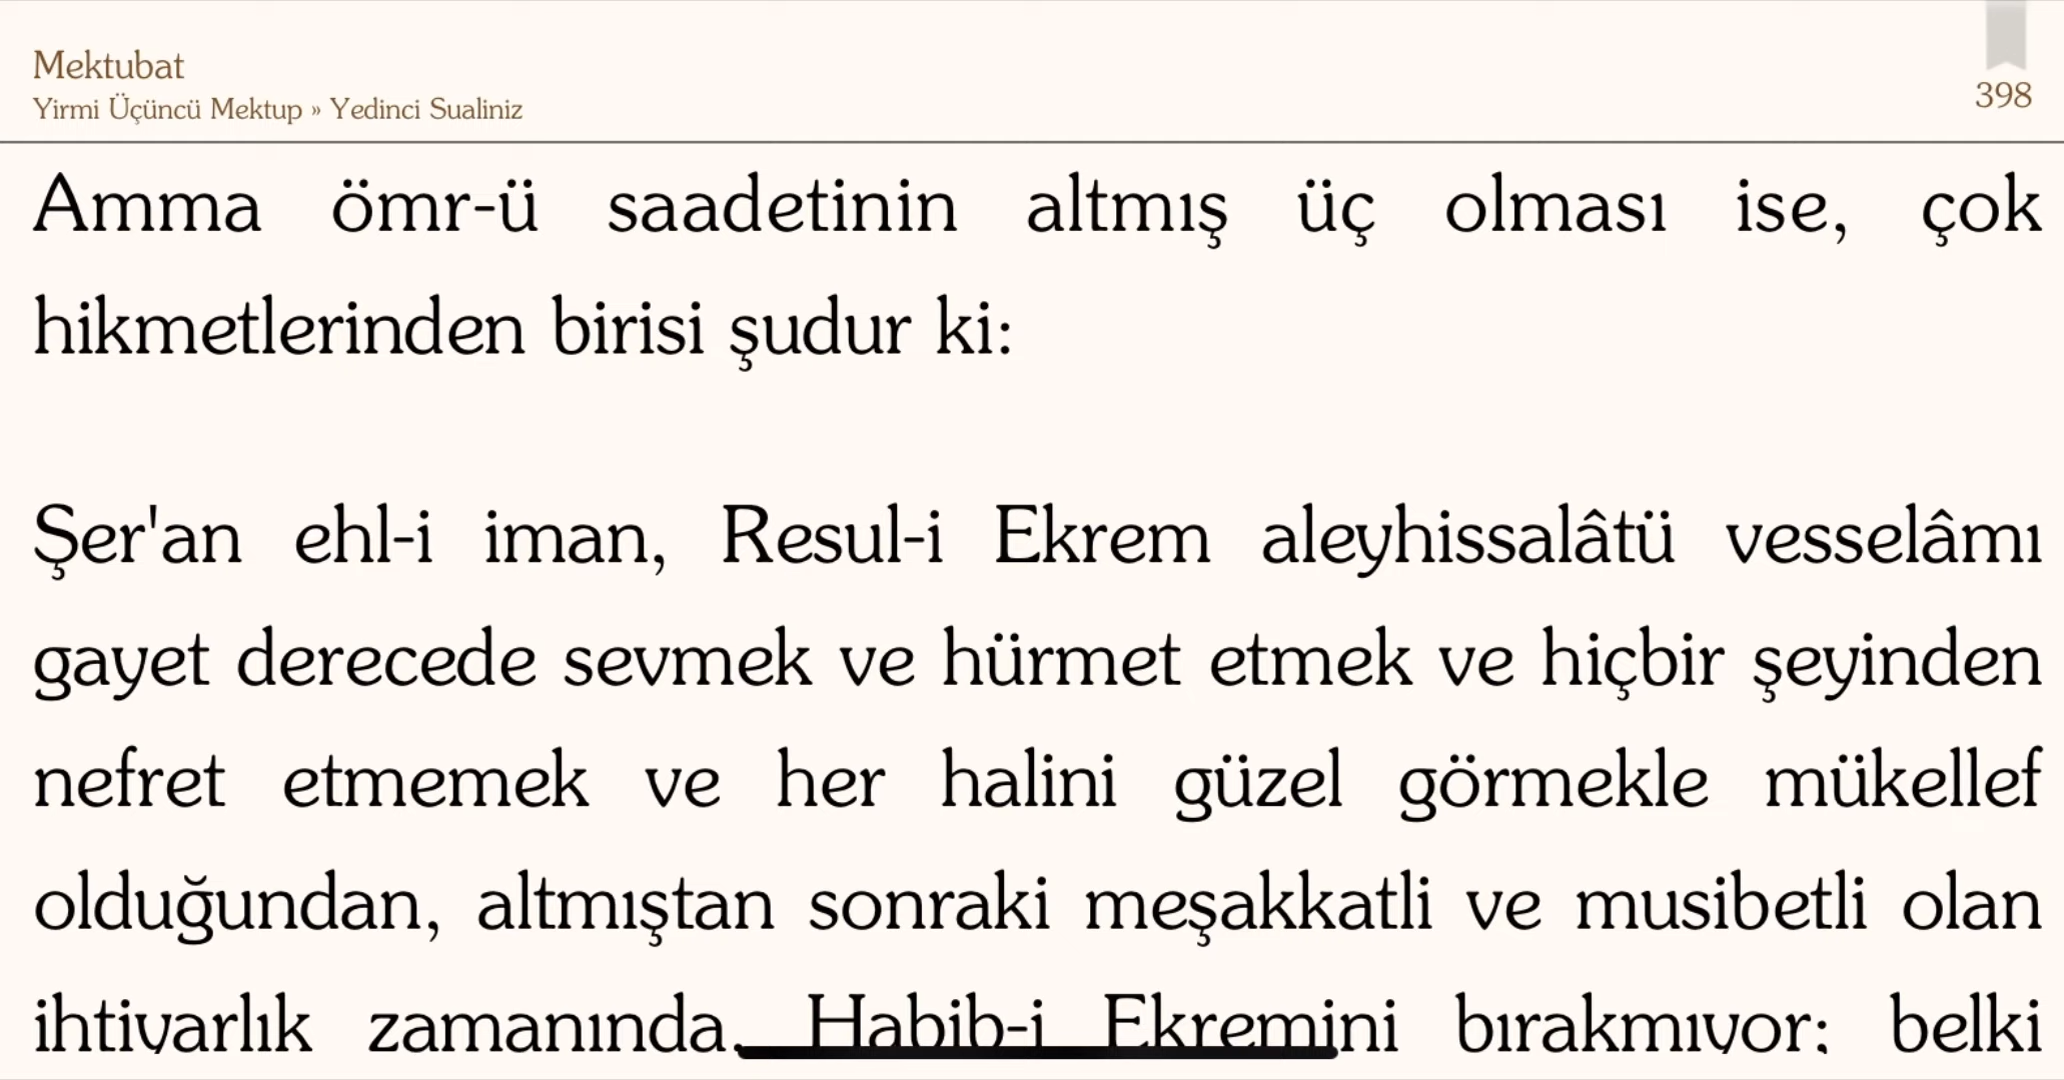 Mektubat
Yirmi Üçüncü Mektup » Yedinci Sualiniz
398
Amma ömr-ü saadetinin altmış üç olması ise, çok
hikmetlerinden birisi şudur ki:
Şer'an ehl-i iman, Resul-i Ekrem aleyhissalâtü vesselâmı
gayet derecede sevmek ve hürmet etmek ve hiçbir şeyinden
nefret etmemek ve her halini güzel görmekle mükellef
olduğundan, altmıştan sonraki meşakkatli ve musibetli olan
ihtiyarlık zamanında, Habib-i Ekremini bırakmıyor; belki